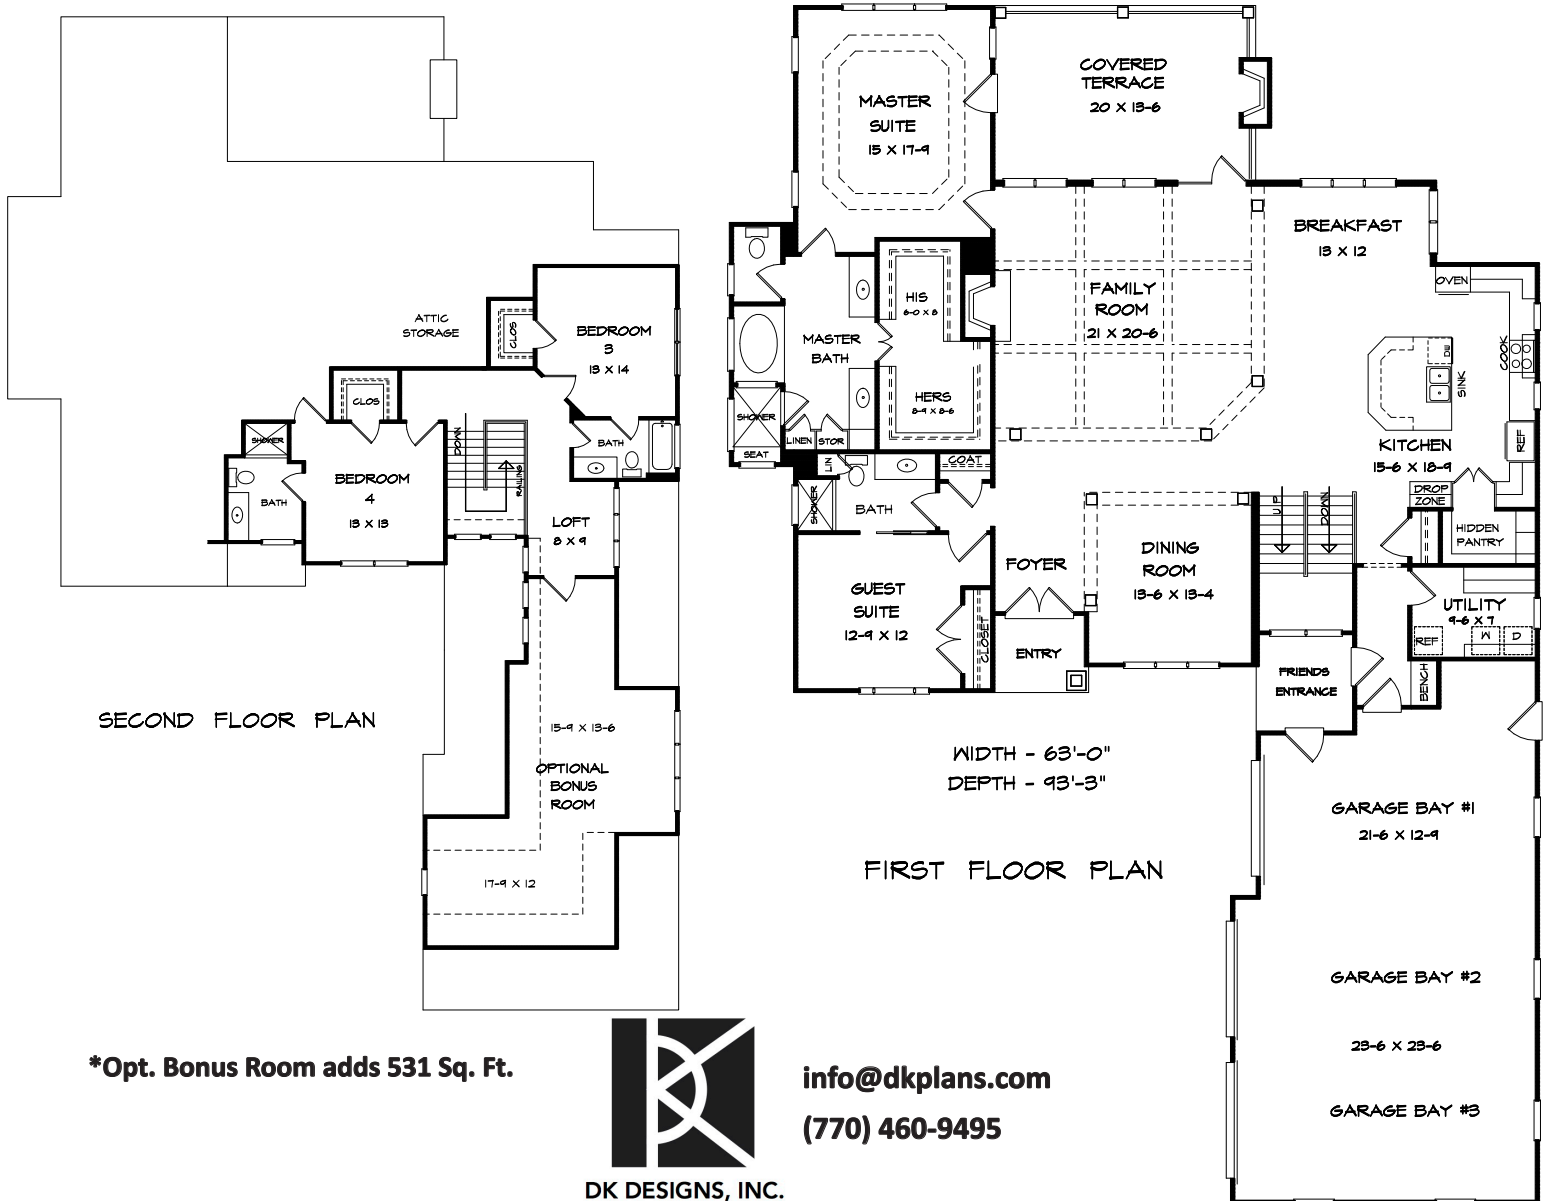 ATTIC
STORAGE
CLOS
BEDROOM
3
13 X 14
CLOS
SHOWER
BATH
BEDROOM
4
13 X 13
DOWN
RAILING
BATH
LOFT
8 X 9
SECOND FLOOR PLAN
15-9 X 13-6
OPTIONAL
BONUS
ROOM
17-9 X 12
*Opt. Bonus Room adds 531 Sq. Ft.
MASTER
SUITE
15 X 17-9
COVERED
TERRACE
20 X 13-6
BREAKFAST
13 X 12
FAMILY
ROOM
21 X 20-6
HIS
6-0 X 8
MASTER
BATH
HERS
8-9 X 8-6
SHOWER
SEAT
LINEN
STOR
OVEN
COOK
DW
SINK
REF
KITCHEN
15-6 X 18-9
DROP
ZONE
HIDDEN
PANTRY
LIN
SHOWER
BATH
COAT
GUEST
SUITE
12-9 X 12
CLOSET
FOYER
ENTRY
DINING
ROOM
13-6 X 13-4
UP
DOWN
UTILITY
9-6 X 7
REF
W
D
FRIENDS
ENTRANCE
BENCH
WIDTH - 63'-0"
DEPTH - 93'-3"
FIRST FLOOR PLAN
GARAGE BAY #1
21-6 X 12-9
GARAGE BAY #2
23-6 X 23-6
GARAGE BAY #3
DK DESIGNS, INC.
info@dkplans.com
(770) 460-9495